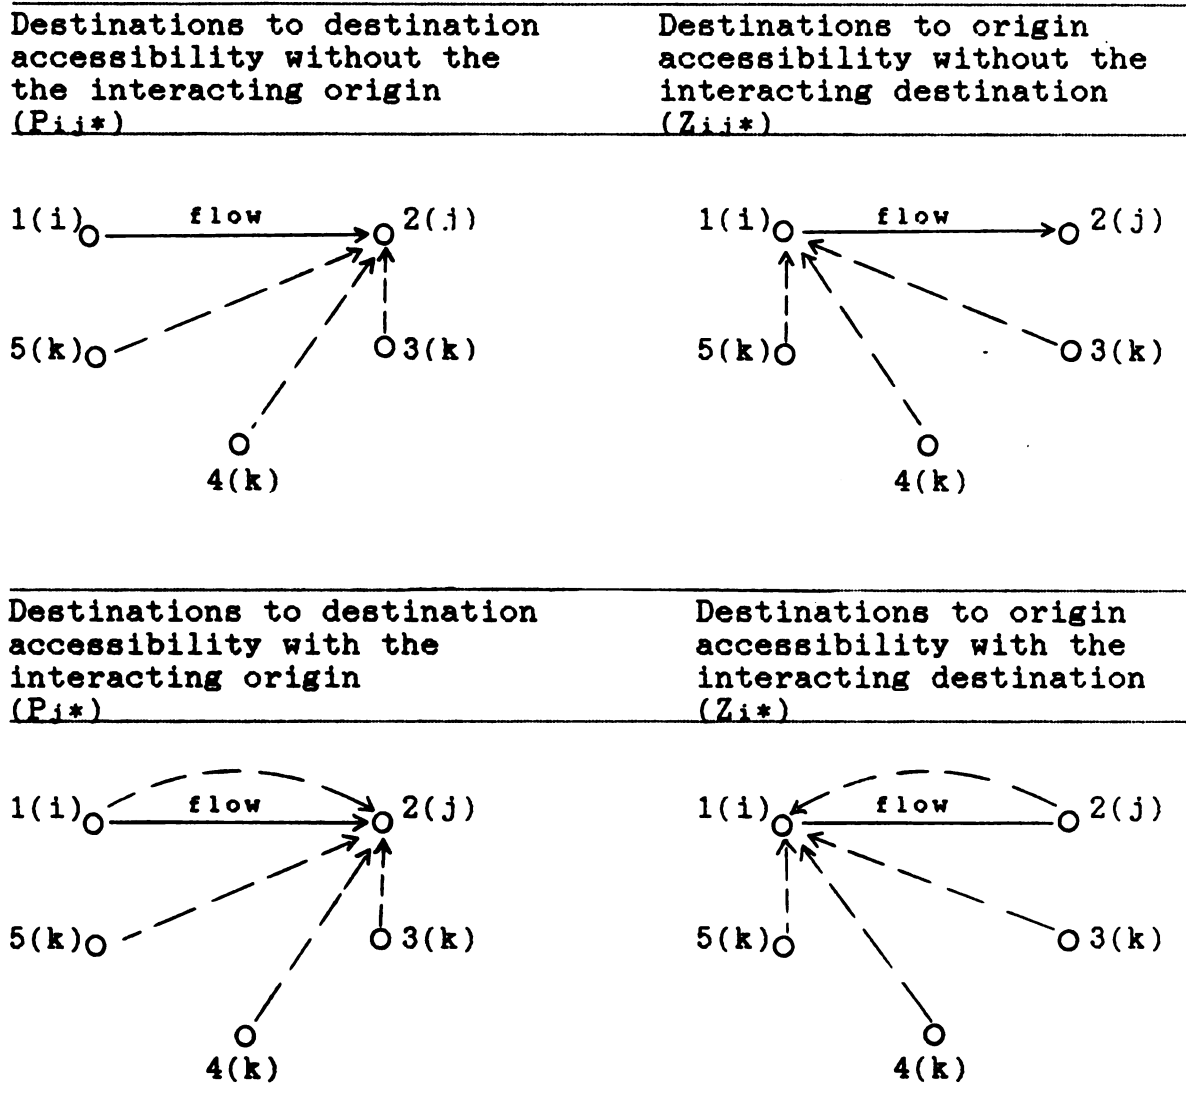 Destinations to destination
accessibility without the
the interacting origin
(Pij*)
Destinations to origin
accessibility without the
interacting destination
(Zij*)
1(i)
flow
2(j)
5(k)
3(k)
4(k)
1(i)
flow
2(j)
5(k)
3(k)
4(k)
Destinations to destination
accessibility with the
interacting origin
(Pj*)
Destinations to origin
accessibility with the
interacting destination
(Zi*)
1(i)
flow
2(j)
5(k)
3(k)
4(k)
1(i)
flow
2(j)
5(k)
3(k)
4(k)